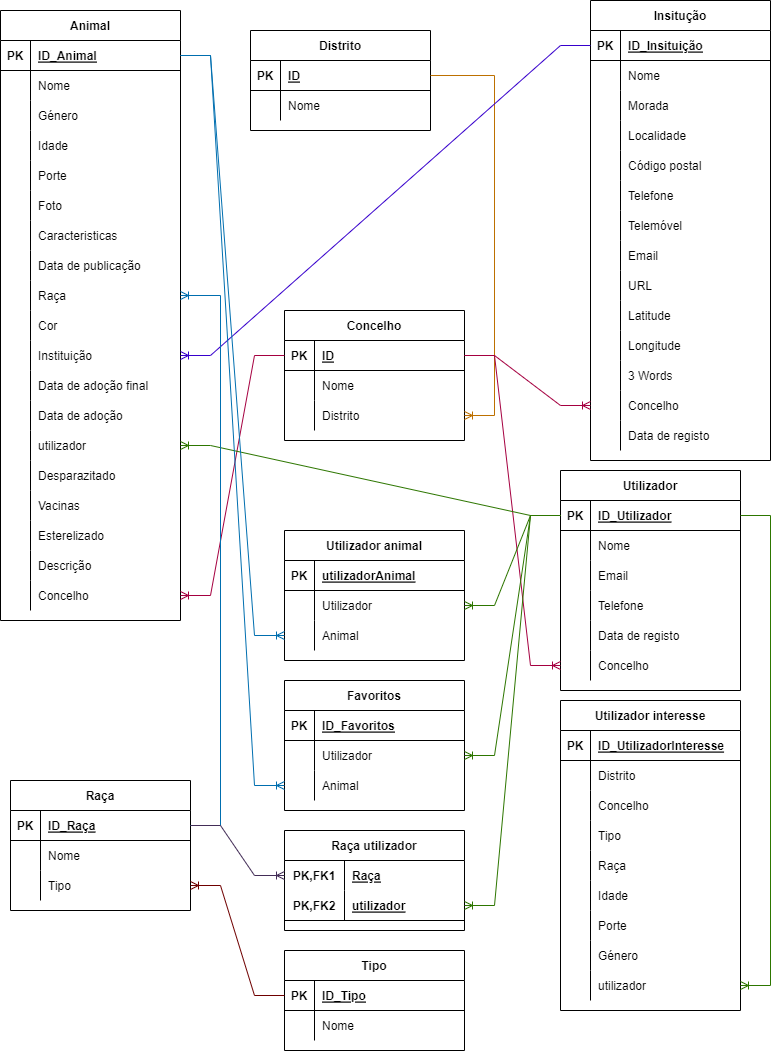 Animal
PK ID_Animal
Nome
Género
Idade
Porte
Foto
Caracteristicas
Data de publicação
Raça
Cor
Instituição
Data de adoção final
Data de adoção
utilizador
Desparazitado
Vacinas
Esterelizado
Descrição
Concelho
Distrito
PK ID
Nome
Insitução
PK ID_Insituição
Nome
Morada
Localidade
Código postal
Telefone
Telemóvel
Email
URL
Latitude
Longitude
3 Words
Concelho
Data de registo
Concelho
PK ID
Nome
Distrito
Utilizador
PK ID_Utilizador
Nome
Email
Telefone
Data de registo
Concelho
Utilizador animal
PK utilizadorAnimal
Utilizador
Animal
Favoritos
PK ID_Favoritos
Utilizador
Animal
Utilizador interesse
PK ID_UtilizadorInteresse
Distrito
Concelho
Tipo
Raça
Idade
Porte
Género
utilizador
Raça
PK ID_Raça
Nome
Tipo
Raça utilizador
PK,FK1 Raça
PK,FK2 utilizador
Tipo
PK ID_Tipo
Nome